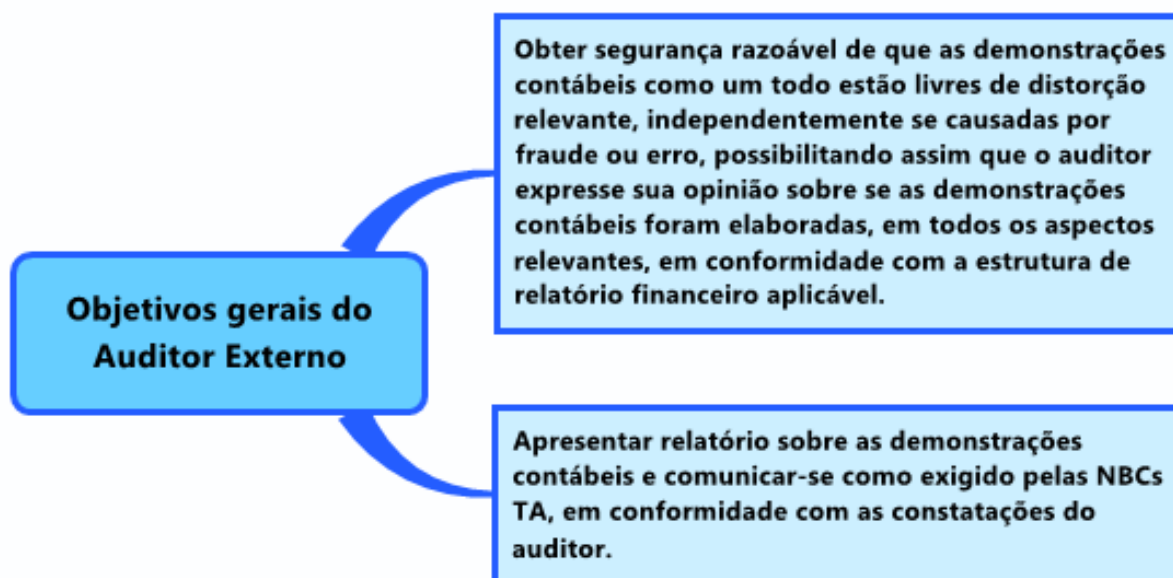 Objetivos gerais do
Auditor Externo
Obter segurança razoável de que as demonstrações
contábeis como um todo estão livres de distorção
relevante, independentemente se causadas por
fraude ou erro, possibilitando assim que o auditor
expresse sua opinião sobre se as demonstrações
contábeis foram elaboradas, em todos os aspectos
relevantes, em conformidade com a estrutura de
relatório financeiro aplicável.
Apresentar relatório sobre as demonstrações
contábeis e comunicar-se como exigido pelas NBCs
TA, em conformidade com as constatações do
auditor.